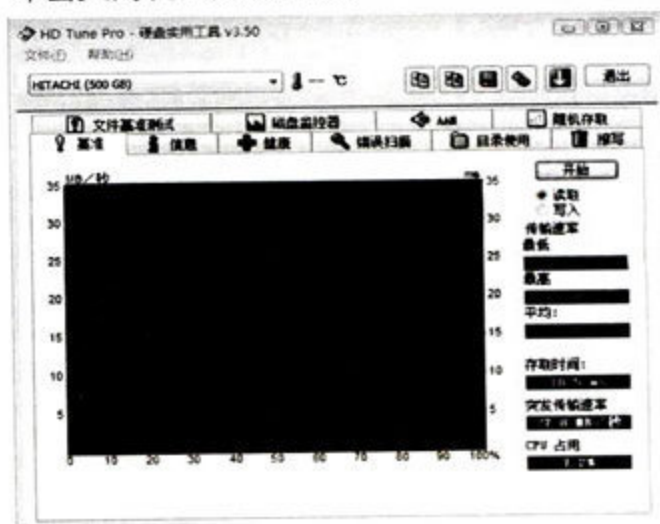 HD Tune Pro - 硬盘实用工具 v3.50
文件(F) 帮助(H)
HITACHI (500 GB)
-- ℃
退出
文件基准测试
磁盘监控器
AAM
随机存取
基准
信息
健康
错误扫描
目录使用
擦写
MB/秒
ms
35
30
25
20
15
10
5
35
30
25
20
15
10
5
0 10 20 30 40 50 60 70 80 90 100%
开始
读取
写入
传输速率
最低
最高
平均:
存取时间:
突发传输速率
CPU 占用